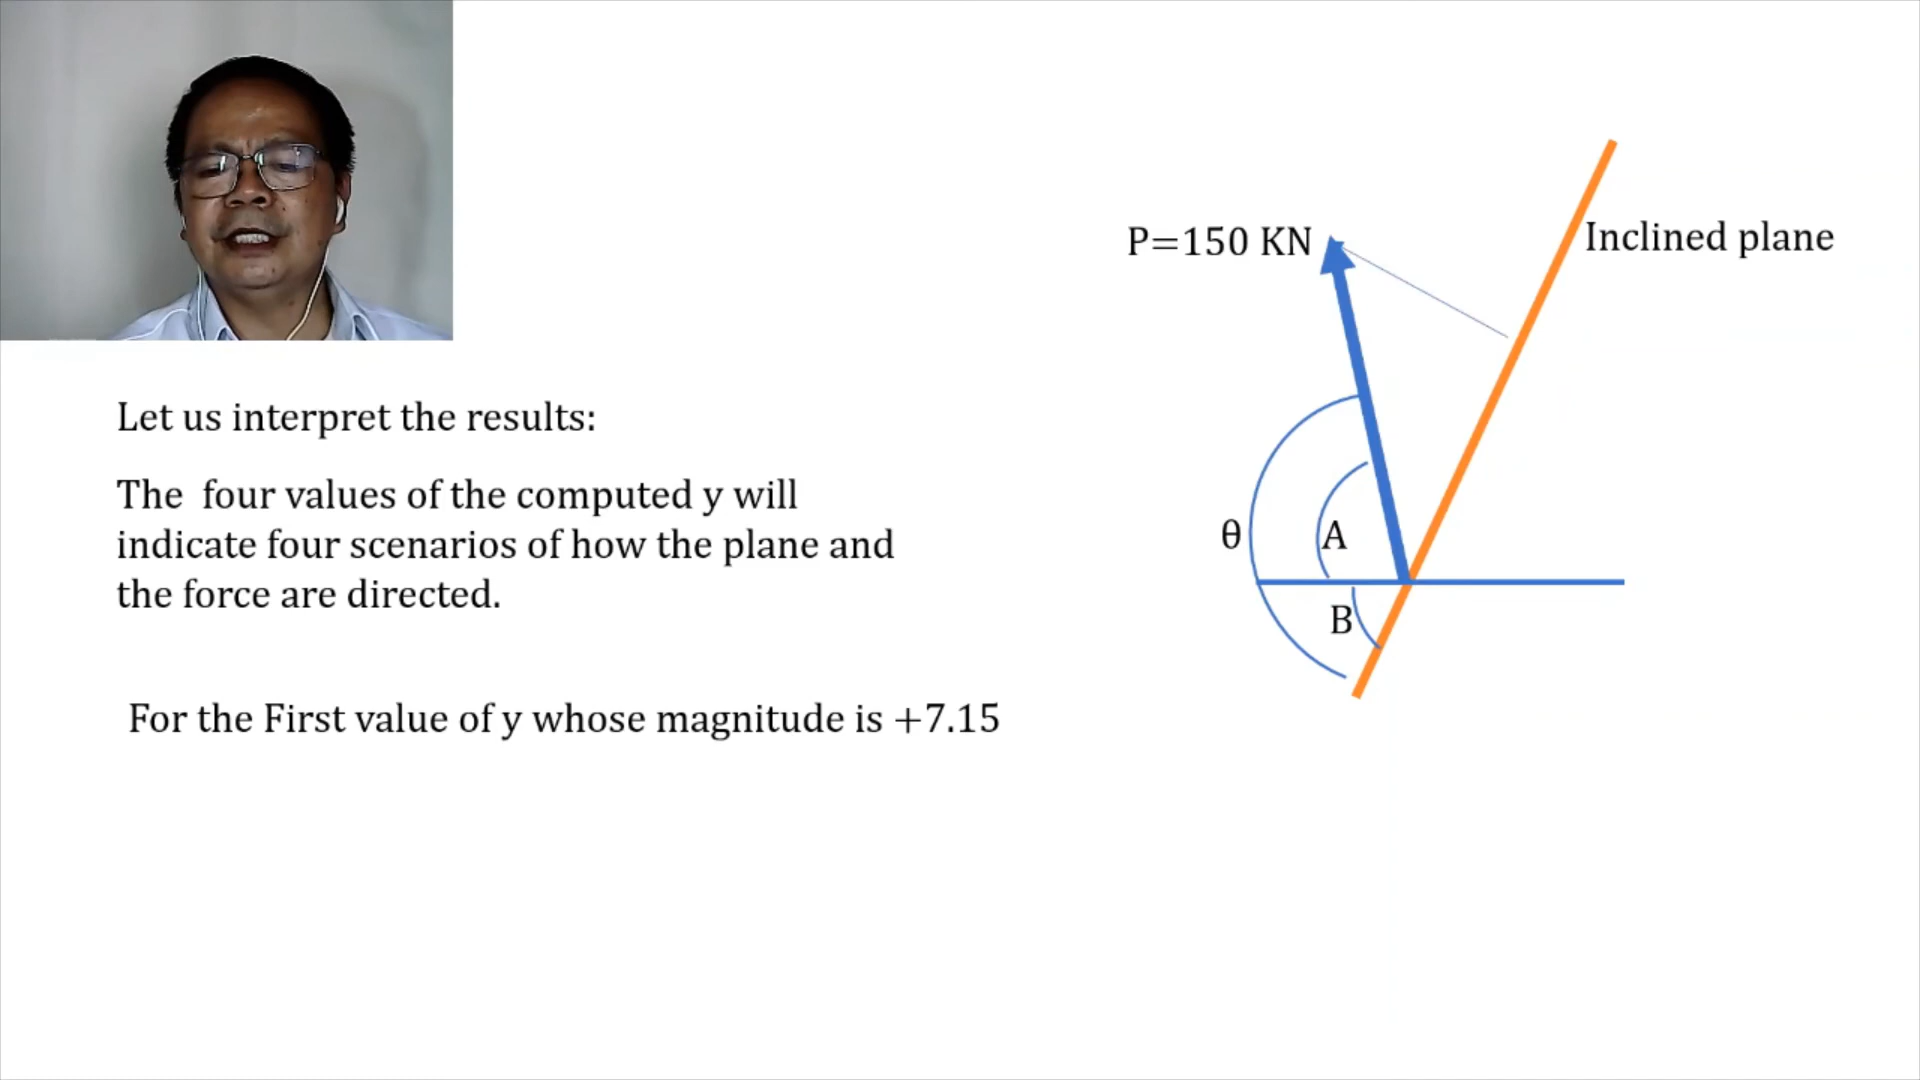 Let us interpret the results:
The  four values of the computed y will
indicate four scenarios of how the plane and
the force are directed.
For the First value of y whose magnitude is +7.15
P=150 KN
Inclined plane
θ
A
B